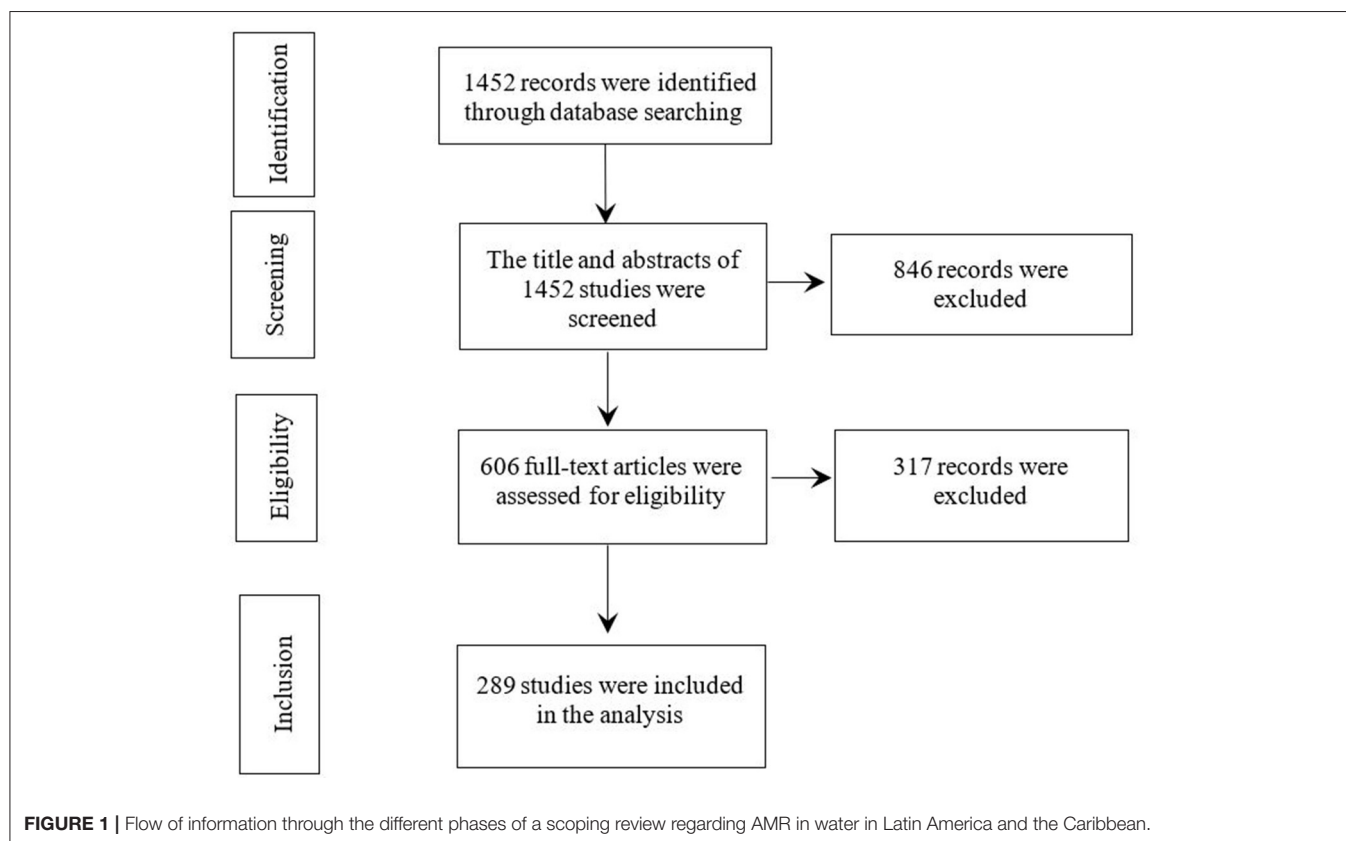 Identification
1452 records were identified
through database searching
Screening
The title and abstracts of
1452 studies were
screened
846 records were
excluded
Eligibility
606 full-text articles were
assessed for eligibility
317 records were
excluded
Inclusion
289 studies were included
in the analysis
FIGURE 1 | Flow of information through the different phases of a scoping review regarding AMR in water in Latin America and the Caribbean.